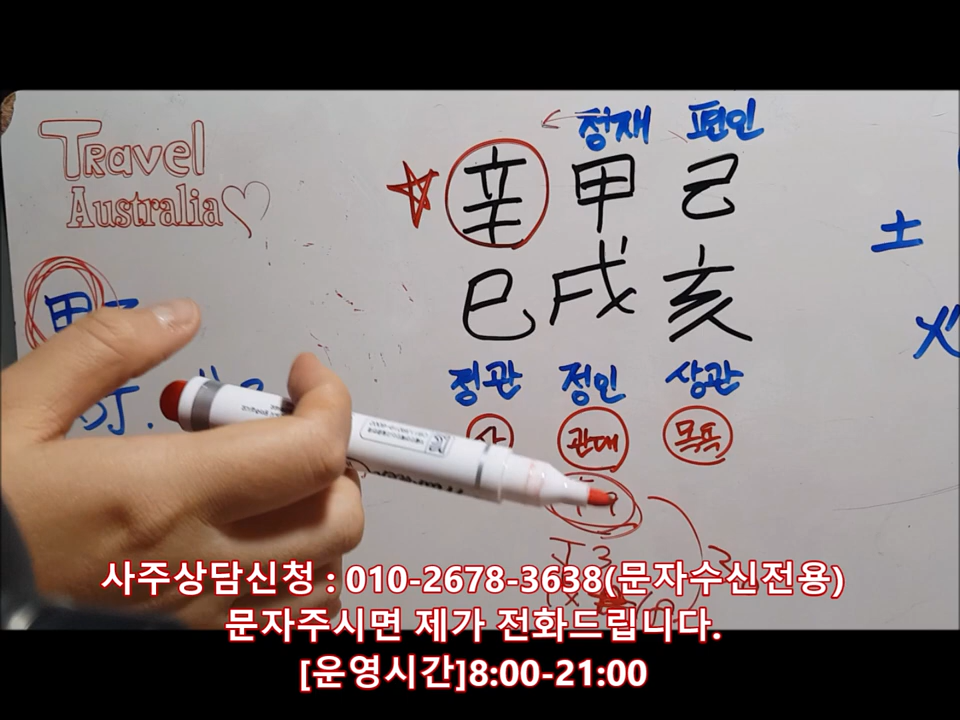 Travel
Australia
정재 편인
辛 甲 己
巳 戌 亥
정관 정인 상관
관대 목욕
甲
土
火
사주상담신청 : 010-2678-3638(문자수신전용)
문자주시면 제가 전화드립니다.
[운영시간]8:00-21:00